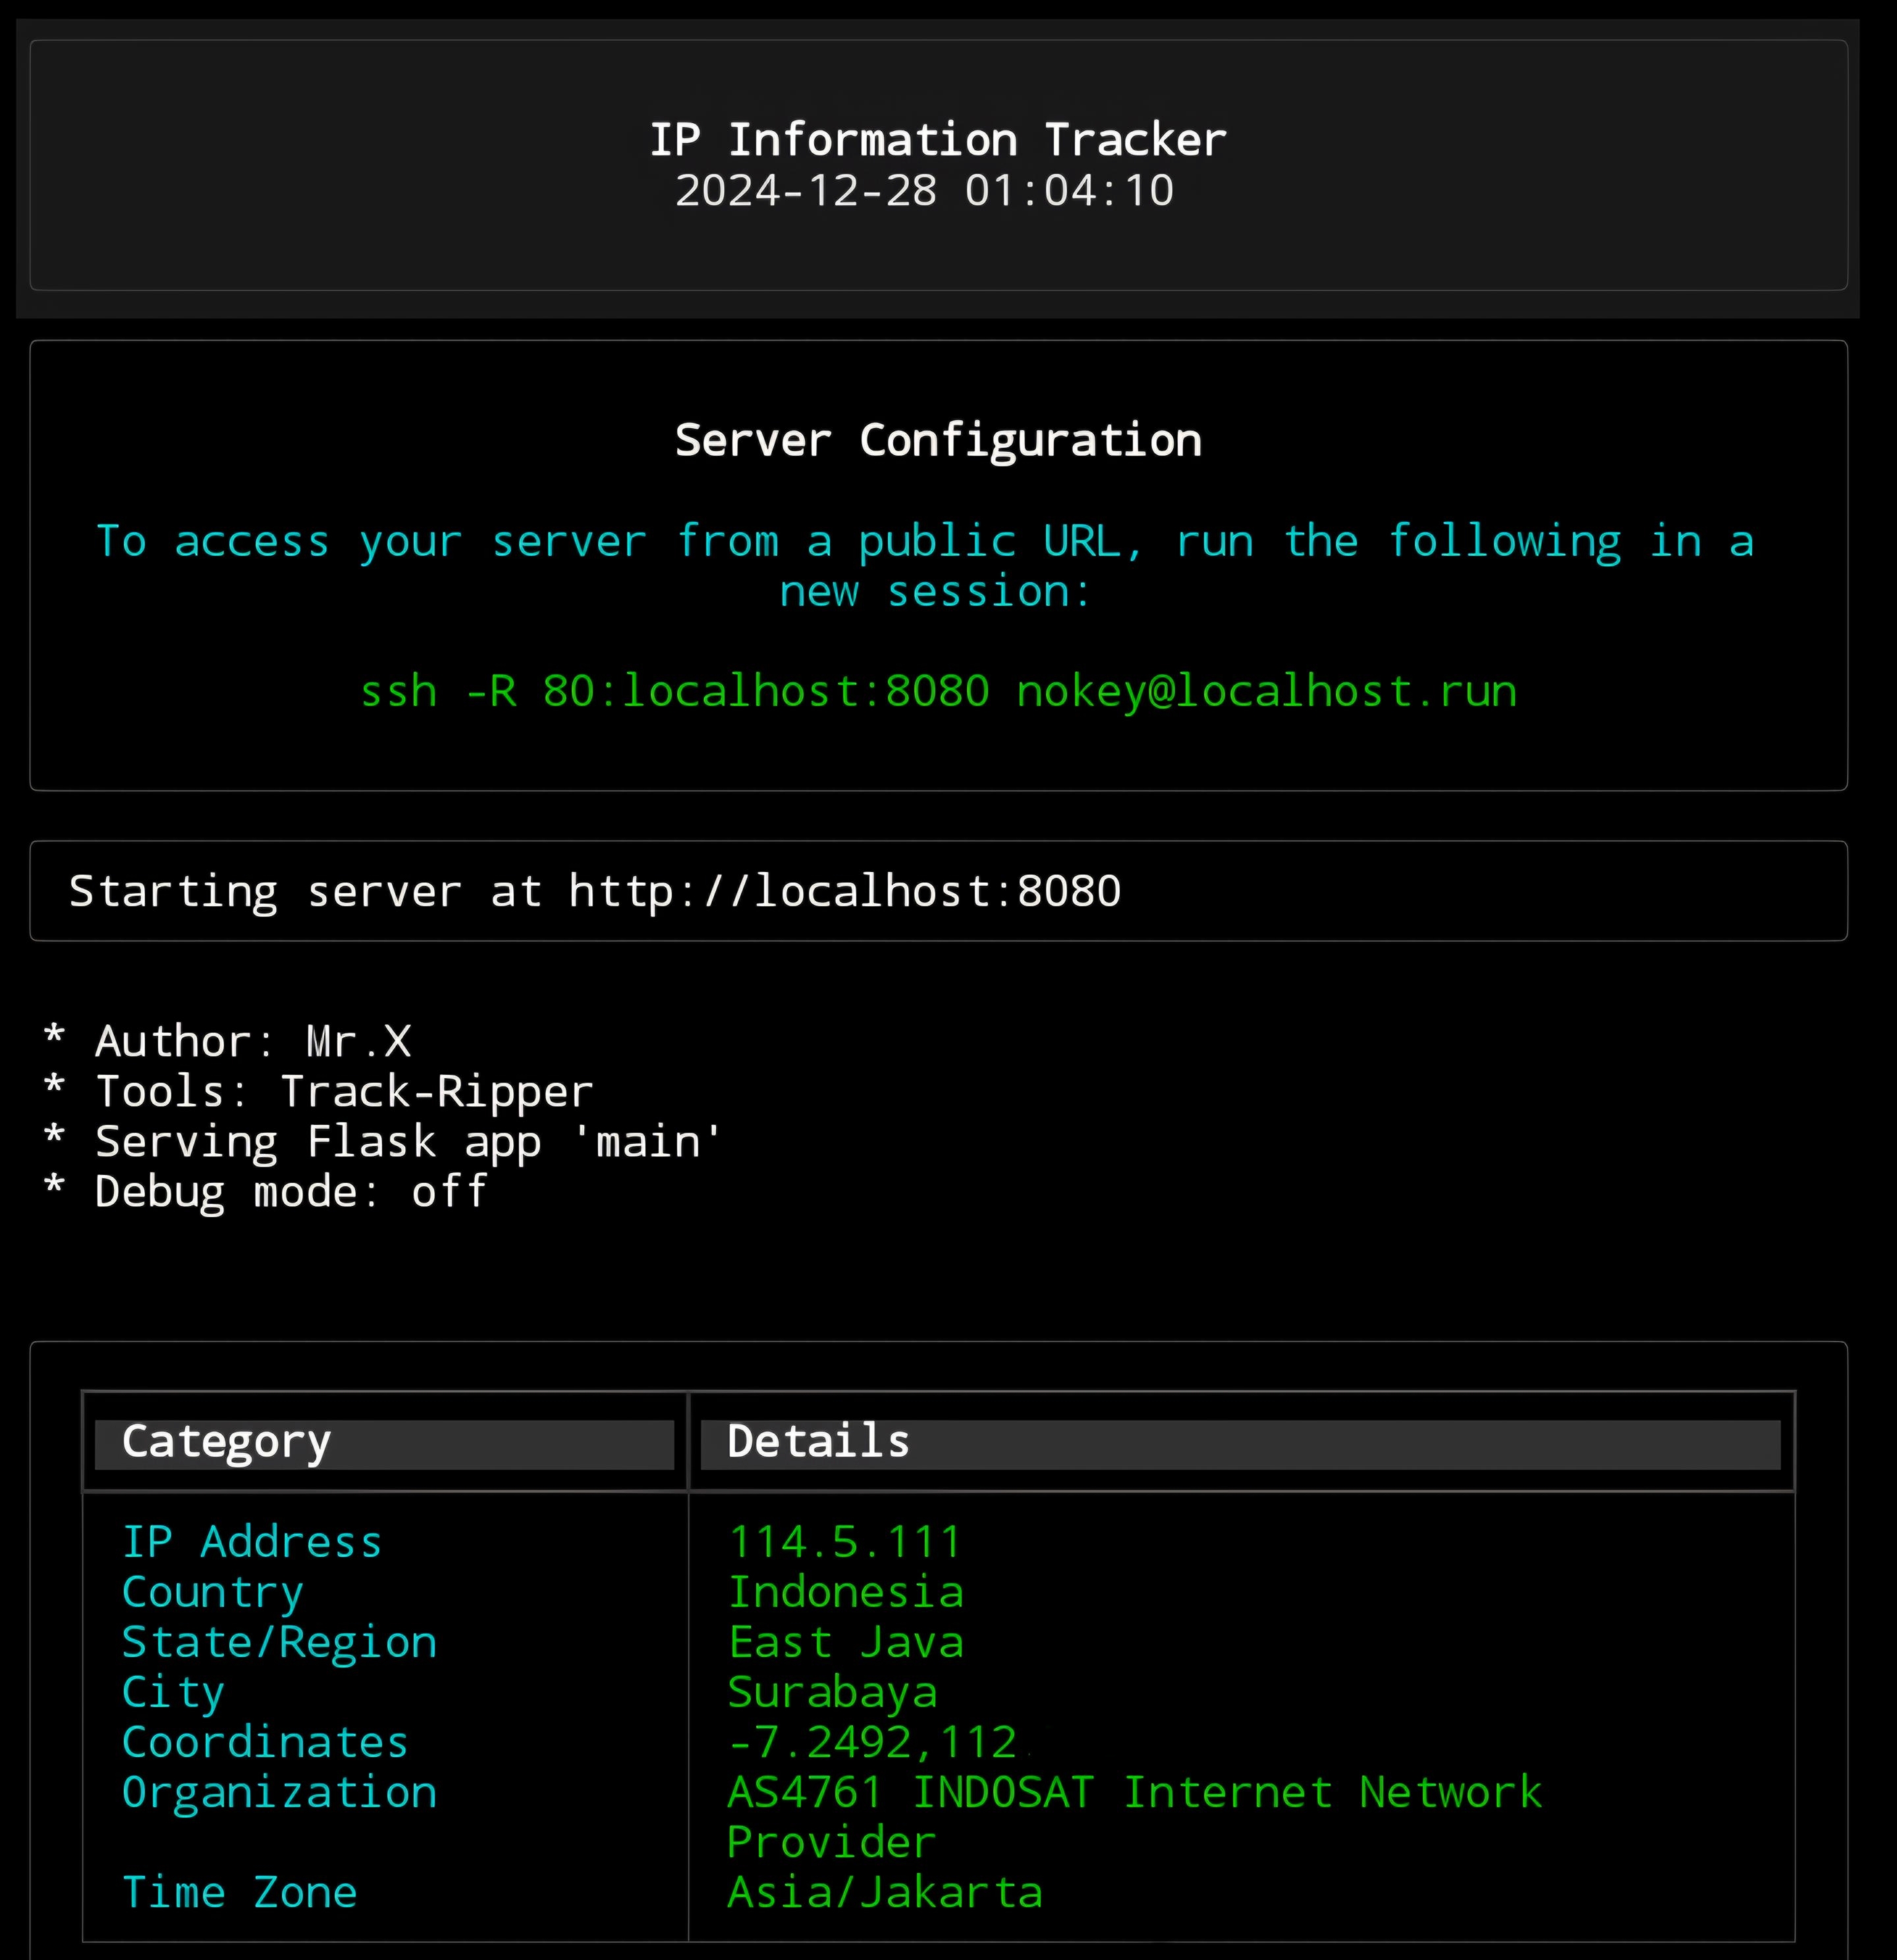 IP Information Tracker
2024-12-28 01:04:10
Server Configuration
To access your server from a public URL, run the following in a
new session:
ssh -R 80:localhost:8080 nokey@localhost.run
Starting server at http://localhost:8080
* Author: Mr.X
* Tools: Track-Ripper
* Serving Flask app 'main'
* Debug mode: off
Category Details
IP Address 114.5.111
Country Indonesia
State/Region East Java
City Surabaya
Coordinates -7.2492,112
Organization AS4761 INDOSAT Internet Network
Provider
Time Zone Asia/Jakarta